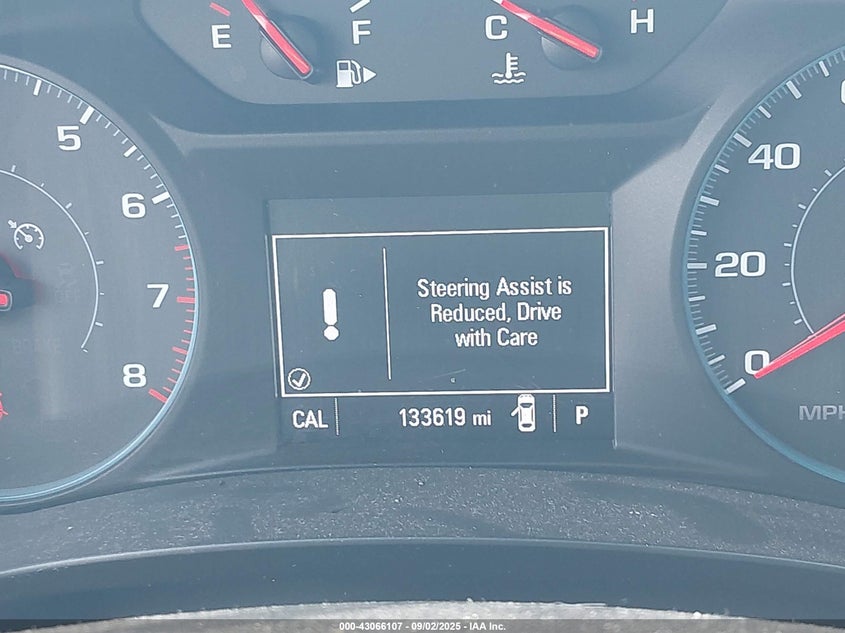 E
F
C
H
5
6
7
8
40
20
0
MPH
Steering Assist is
Reduced, Drive
with Care
CAL
133619 mi
P
000-43066107 - 09/02/2025 - IAA Inc.